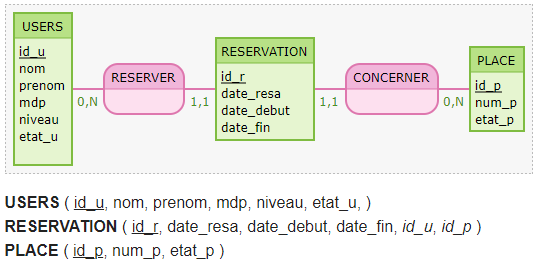 USERS
id_u
nom
prenom
mdp
niveau
etat_u
RESERVER
0,N
1,1
RESERVATION
id_r
date_resa
date_debut
date_fin
CONCERNER
1,1
0,N
PLACE
id_p
num_p
etat_p
USERS ( id_u, nom, prenom, mdp, niveau, etat_u, )
RESERVATION ( id_r, date_resa, date_debut, date_fin, id_u, id_p )
PLACE ( id_p, num_p, etat_p )